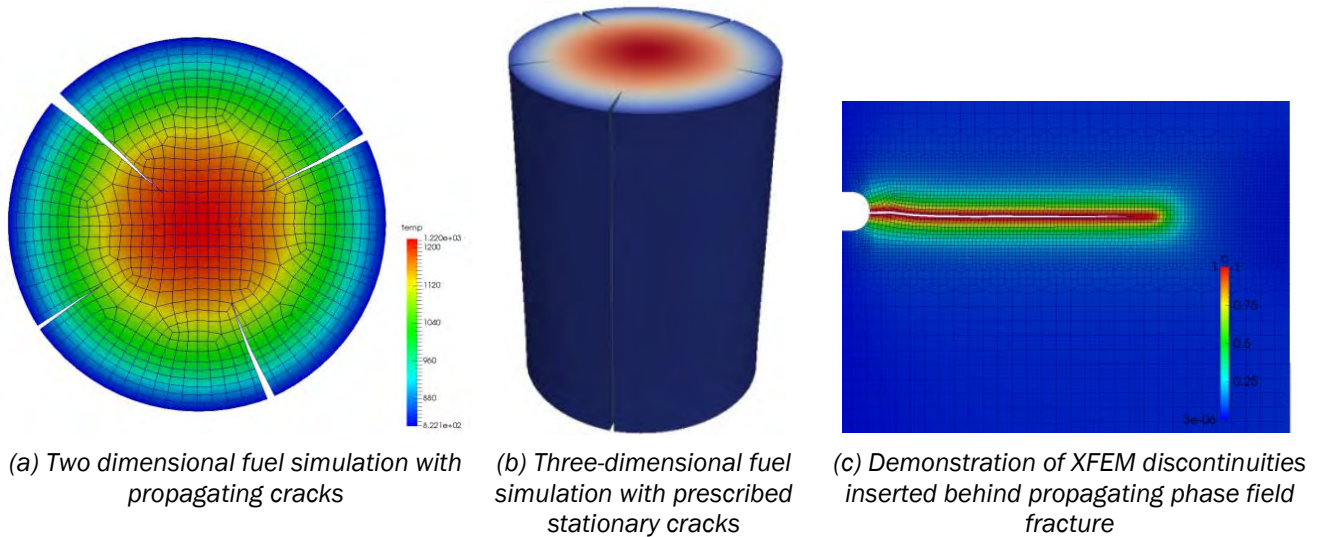 temp
1.220e+03
1200
1120
1040
960
880
8.221e+02
c
1
1
0.75
0.5
0.25
3e-06
(a) Two dimensional fuel simulation with
propagating cracks
(b) Three-dimensional fuel
simulation with prescribed
stationary cracks
(c) Demonstration of XFEM discontinuities
inserted behind propagating phase field
fracture